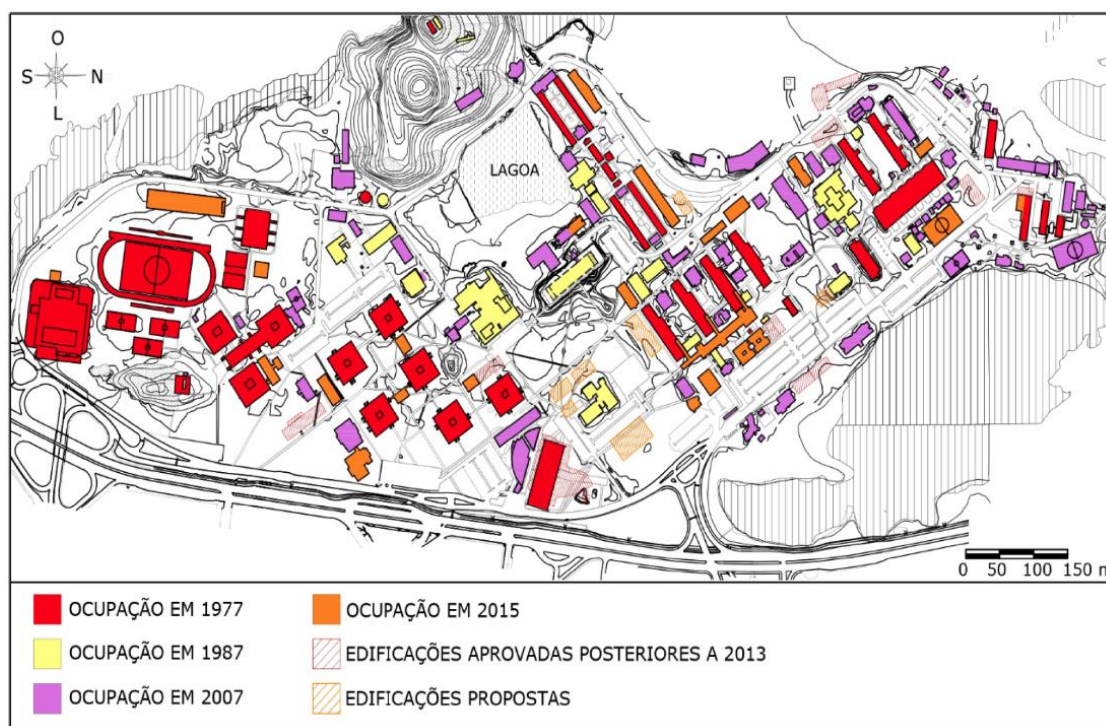 O
S N
L
LAGOA
0 50 100 150 m
OCUPAÇÃO EM 1977
OCUPAÇÃO EM 1987
OCUPAÇÃO EM 2007
OCUPAÇÃO EM 2015
EDIFICAÇÕES APROVADAS POSTERIORES A 2013
EDIFICAÇÕES PROPOSTAS